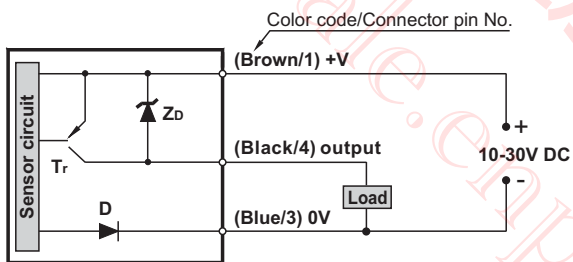 Color code/Connector pin No.
(Brown/1) +V
Sensor circuit
ZD
Tr
(Black/4) output
+
10-30V DC
-
Load
D
(Blue/3) 0V